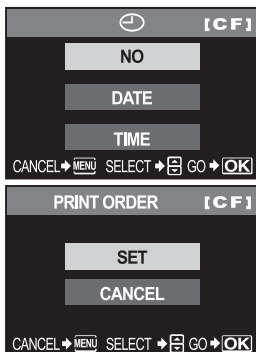 [CF]
NO
DATE
TIME
CANCEL MENU SELECT GO OK
PRINT ORDER [CF]
SET
CANCEL
CANCEL MENU SELECT GO OK